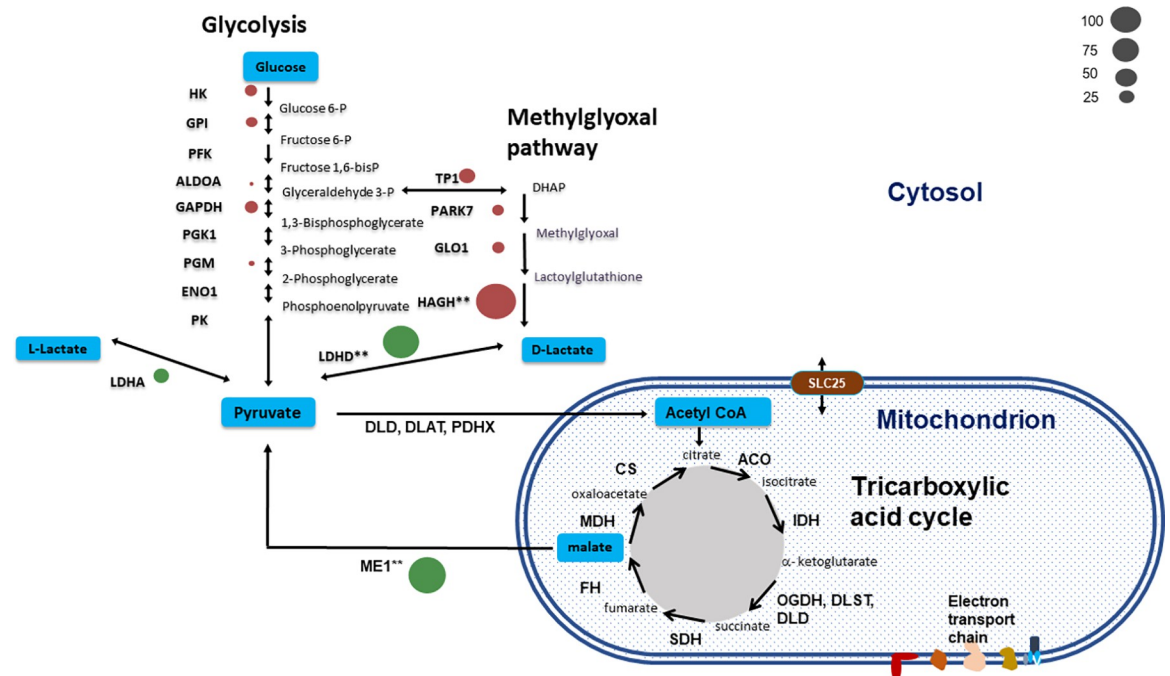 Glycolysis
Glucose
HK
Glucose 6-P
GPI
Fructose 6-P
PFK
Fructose 1,6-bisP
ALDOA
Glyceraldehyde 3-P
GAPDH
1,3-Bisphosphoglycerate
PGK1
3-Phosphoglycerate
PGM
2-Phosphoglycerate
ENO1
Phosphoenolpyruvate
PK
Methylglyoxal
pathway
TP1
DHAP
PARK7
Methylglyoxal
GLO1
Lactoylglutathione
HAGH**
D-Lactate
LDHD**
L-Lactate
LDHA
Pyruvate
DLD, DLAT, PDHX
ME1**
100
75
50
25
Cytosol
SLC25
Mitochondrion
Acetyl CoA
citrate
ACO
isocitrate
IDH
α- ketoglutarate
OGDH, DLST,
DLD
succinate
SDH
fumarate
FH
malate
MDH
oxaloacetate
CS
Tricarboxylic
acid cycle
Electron
transport
chain